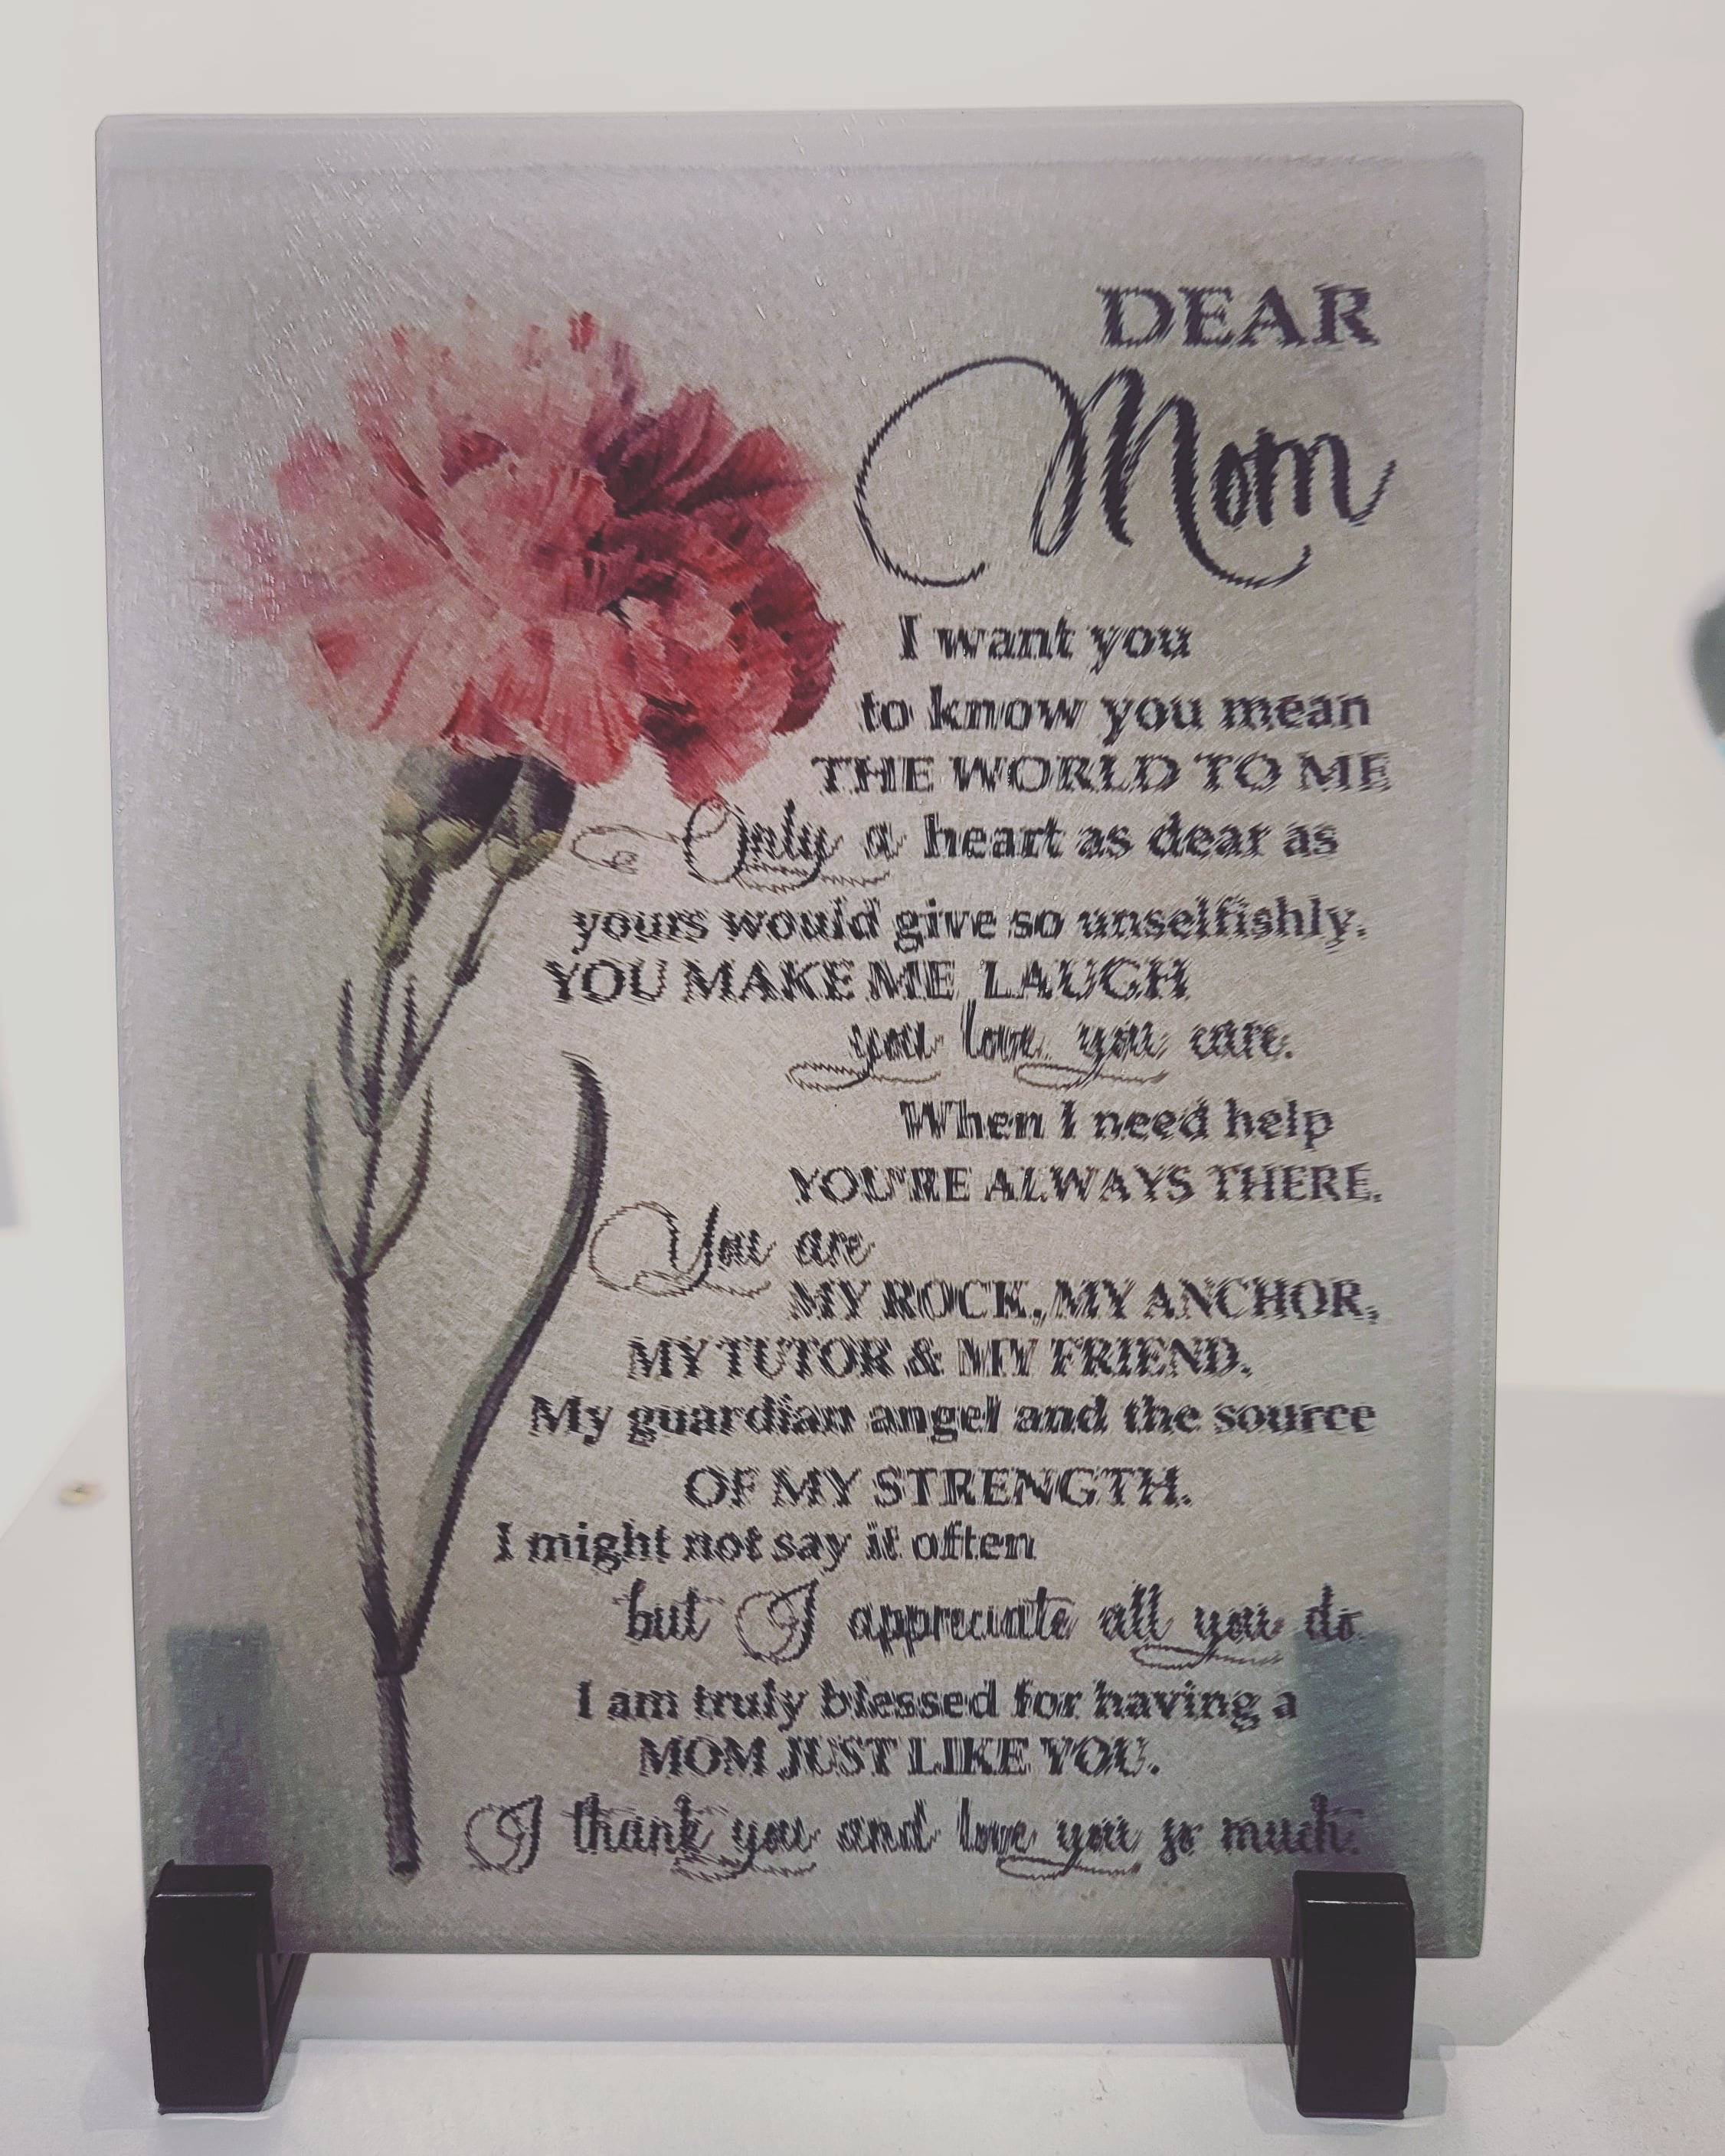 DEAR
Mom
I want you
to know you mean
THE WORLD TO ME
Only a heart as dear as
yours would give so unselfishly.
YOU MAKE ME LAUGH
you love you care.
When I need help
YOU'RE ALWAYS THERE.
You are
MY ROCK, MY ANCHOR,
MY TUTOR & MY FRIEND.
My guardian angel and the source
OF MY STRENGTH.
I might not say it often
but I appreciate all you do
I am truly blessed for having a
MOM JUST LIKE YOU.
I thank you and love you so much.